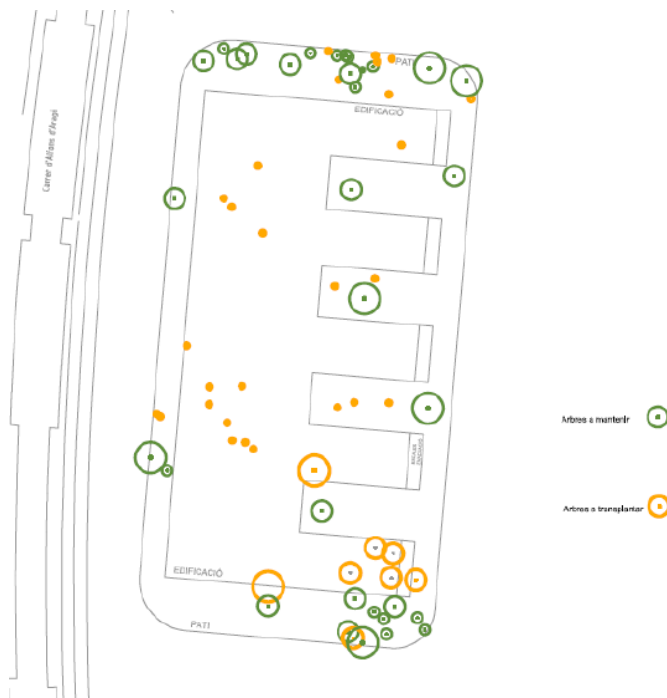 PATI
EDIFICACIÓ
Carrer d'Alfons d'Aragó
Arbres a mantenir
Arbres a transplantar
EDIFICACIÓ
PATI